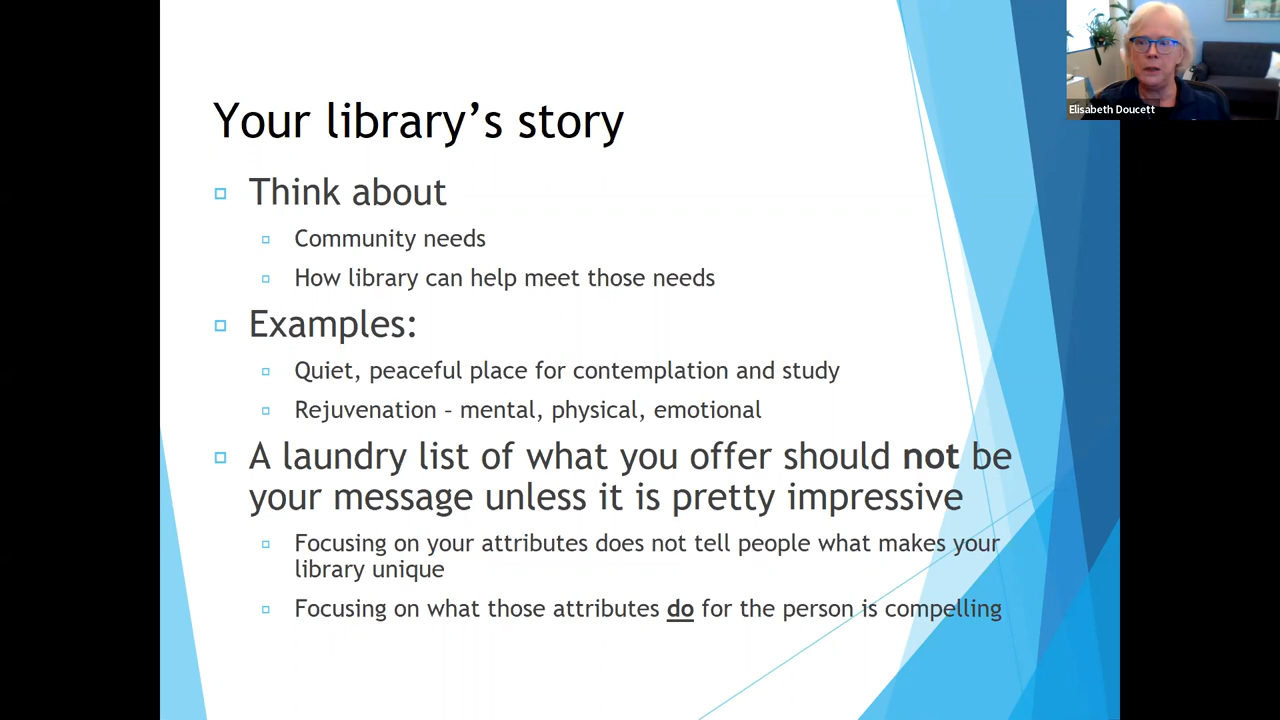 Your library’s story
Think about
Community needs
How library can help meet those needs
Examples:
Quiet, peaceful place for contemplation and study
Rejuvenation – mental, physical, emotional
A laundry list of what you offer should not be
your message unless it is pretty impressive
Focusing on your attributes does not tell people what makes your
library unique
Focusing on what those attributes do for the person is compelling
Elisabeth Doucett